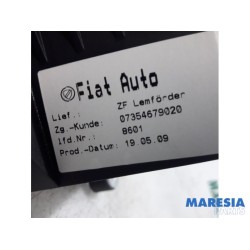 Fiat Auto
Lief.: ZF Lemförder
Zg.-Kunde: 07354679020
lfd.Nr.: 8601
Prod.-Datum: 19.05.09
MARESIA